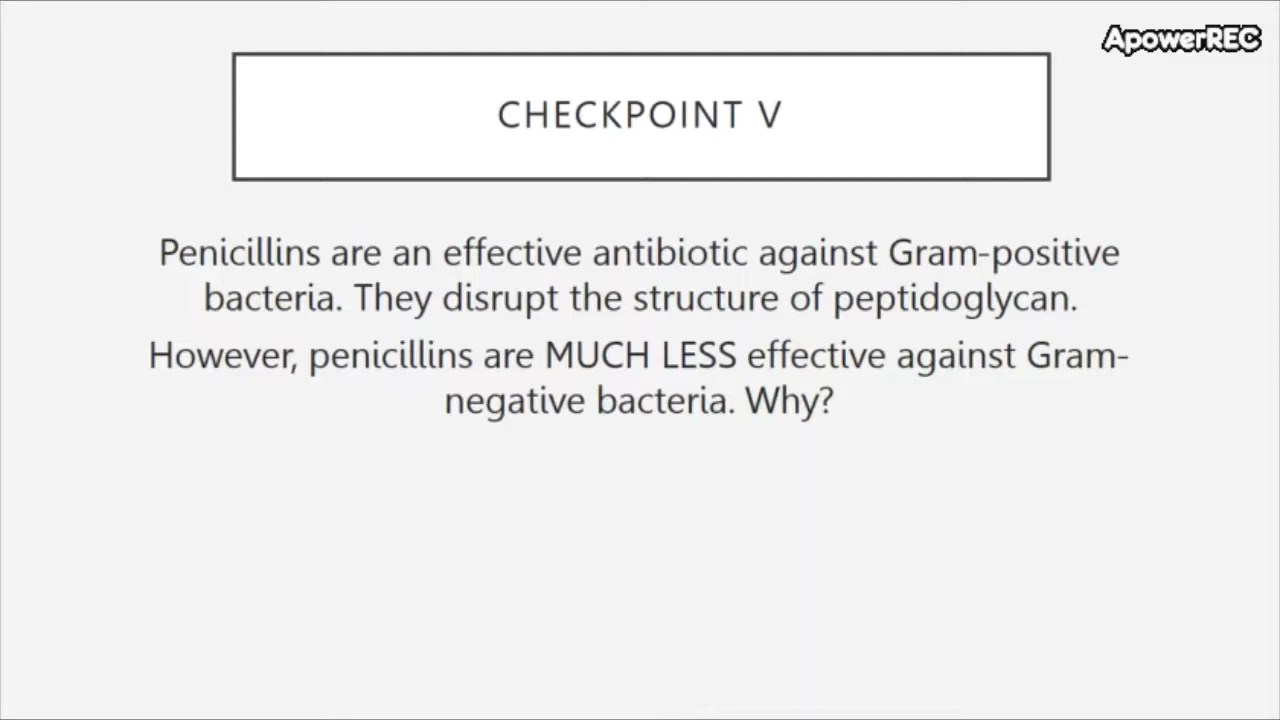 ApowerREC
CHECKPOINT V
Penicillins are an effective antibiotic against Gram-positive
bacteria. They disrupt the structure of peptidoglycan.
However, penicillins are MUCH LESS effective against Gram-
negative bacteria. Why?